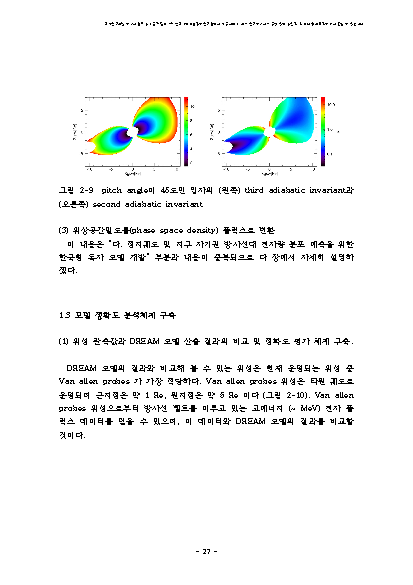 그림 2-9 pitch angle이 45도인 입자의 (왼쪽) third adiabatic invariant와
(오른쪽) second adiabatic invariant
(3) 위상공간밀도를(phase space density) 플럭스로 변환
이 내용은 "다. 정지궤도 및 지구 자기권 방사선대 전자량 분포 예측을 위한
한국형 독자 모델 개발" 부분과 내용이 중복되므로 다 장에서 자세히 설명하
겠다.
1.3 모델 정확도 분석체계 구축
(1) 위성 관측값과 DREAM 모델 산출 결과의 비교 및 정확도 평가 체계 구축.
DREAM 모델의 결과와 비교해 볼 수 있는 위성은 현재 운영되는 위성 중
Van allen probes 가 가장 적당하다. Van allen probes 위성은 타원 궤도로
운영되며 근지점은 약 1 Re, 원지점은 약 6 Re 이다 (그림 2-10). Van allen
probes 위성으로부터 방사선 벨트를 이루고 있는 고에너지 (~ MeV) 전자 플
럭스 데이터를 얻을 수 있으며, 이 데이터와 DREAM 모델의 결과를 비교할
것이다.
- 27 -